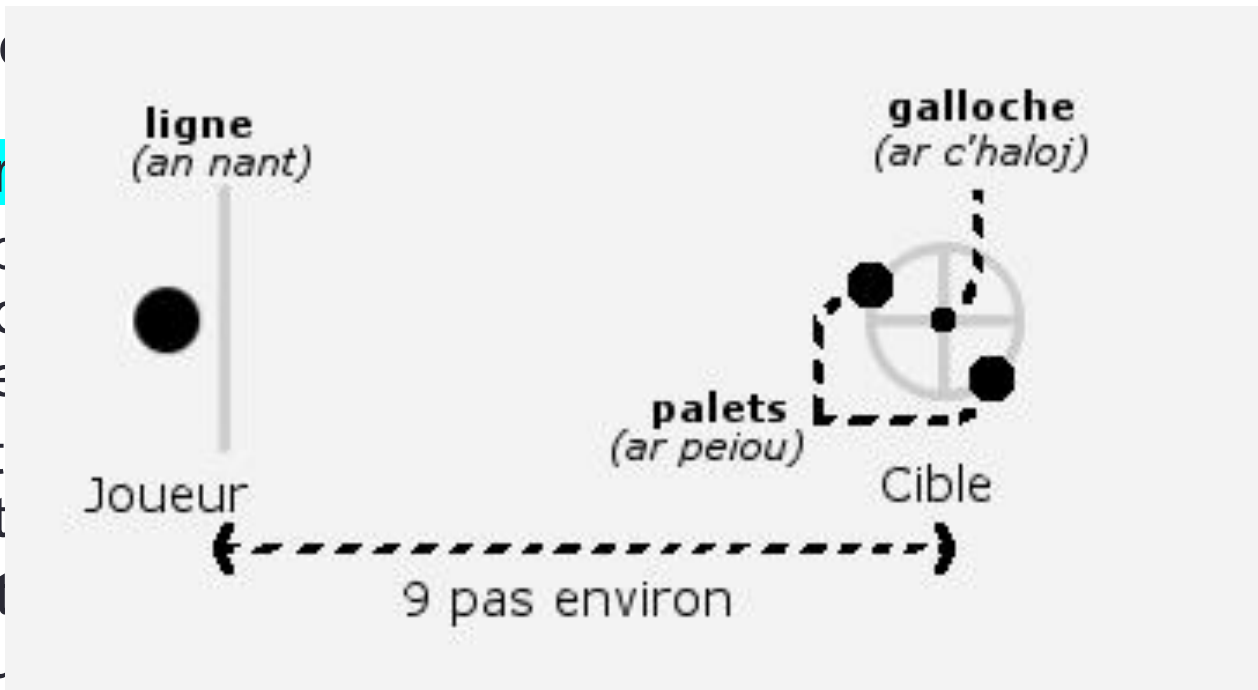 ligne
(an nant)
galloche
(ar c'haloj)
palets
(ar peiou)
Joueur
Cible
9 pas environ